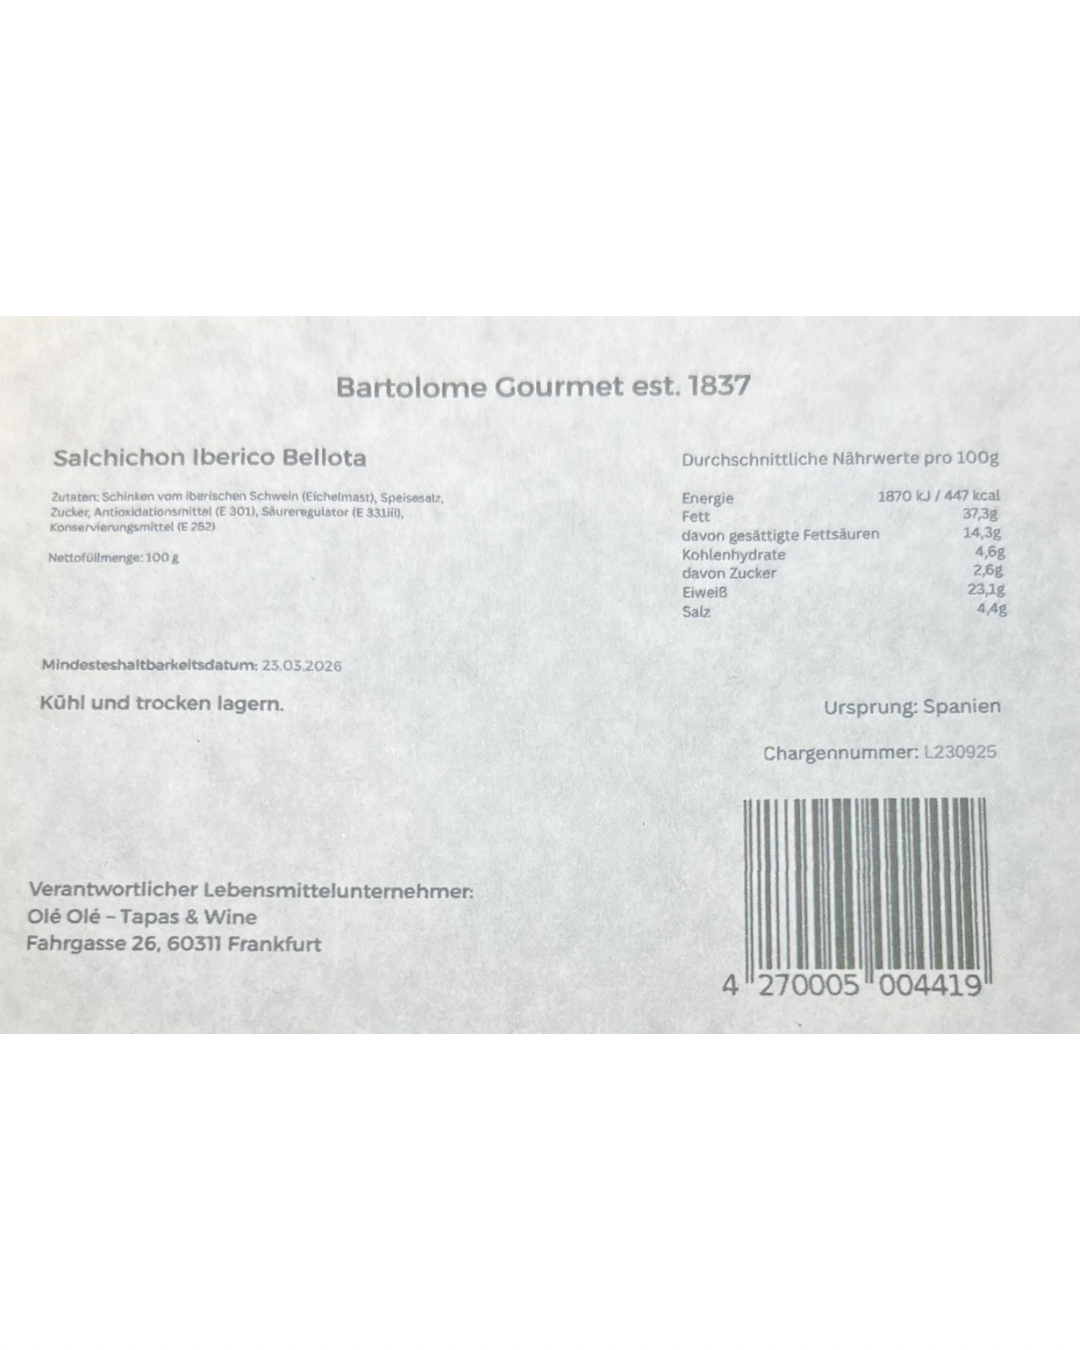 Bartolome Gourmet est. 1837
Salchichon Iberico Bellota
Zutaten: Schinken vom iberischen Schwein (Eichelmast), Speisesalz,
Zucker, Antioxidationsmittel (E 301), Säureregulator (E 331iii),
Konservierungsmittel (E 252)
Nettofüllmenge: 100 g
Durchschnittliche Nährwerte pro 100g
Energie 1870 kJ / 447 kcal
Fett 37,3g
davon gesättigte Fettsäuren 14,3g
Kohlenhydrate 4,6g
davon Zucker 2,6g
Eiweiß 23,1g
Salz 4,4g
Mindesteshaltbarkeitsdatum: 23.03.2026
Kühl und trocken lagern.
Ursprung: Spanien
Chargennummer: L230925
Verantwortlicher Lebensmittelunternehmer:
Olé Olé - Tapas & Wine
Fahrgasse 26, 60311 Frankfurt
4 270005 004419